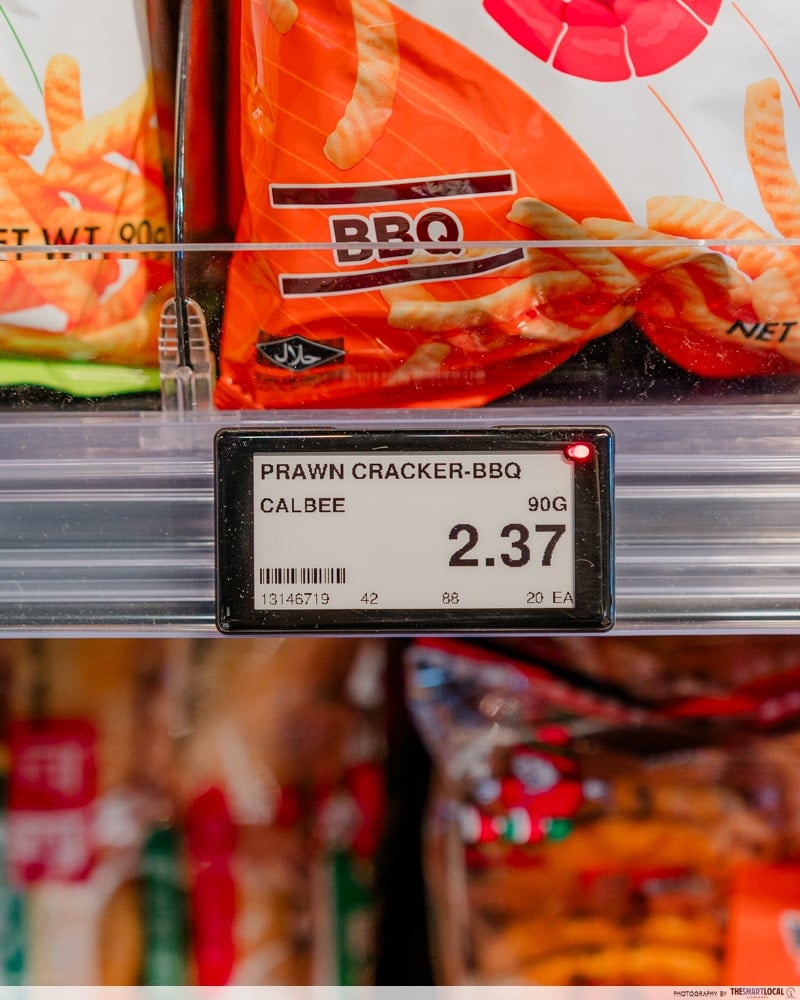 ET WT. 90g
BBQ
حلال
NET
PRAWN CRACKER-BBQ
CALBEE 90G
2.37
13146719 42 88 20 EA
PHOTOGRAPHY BY THESMARTLOCAL